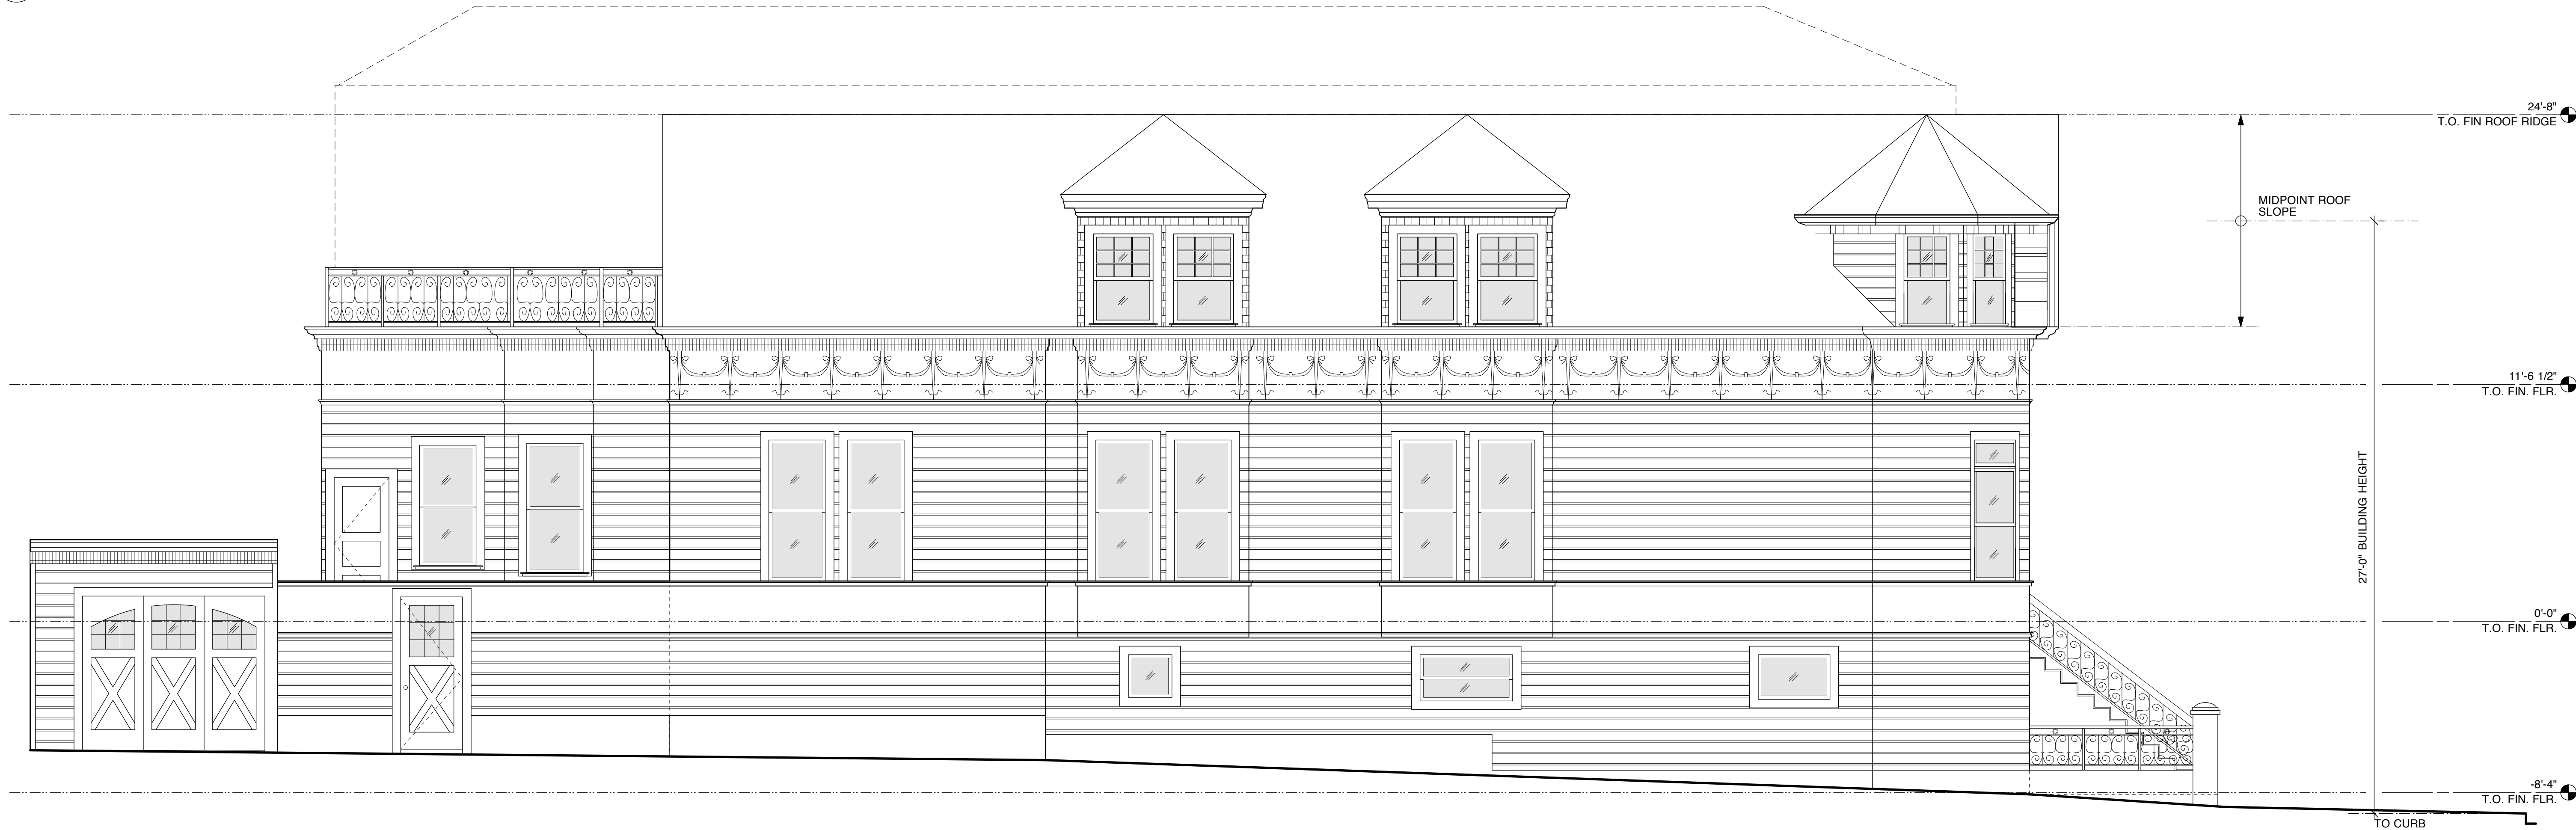 24'-8"
T.O. FIN ROOF RIDGE
MIDPOINT ROOF
SLOPE
11'-6 1/2"
T.O. FIN. FLR.
27'-0" BUILDING HEIGHT
0'-0"
T.O. FIN. FLR.
-8'-4"
T.O. FIN. FLR.
TO CURB